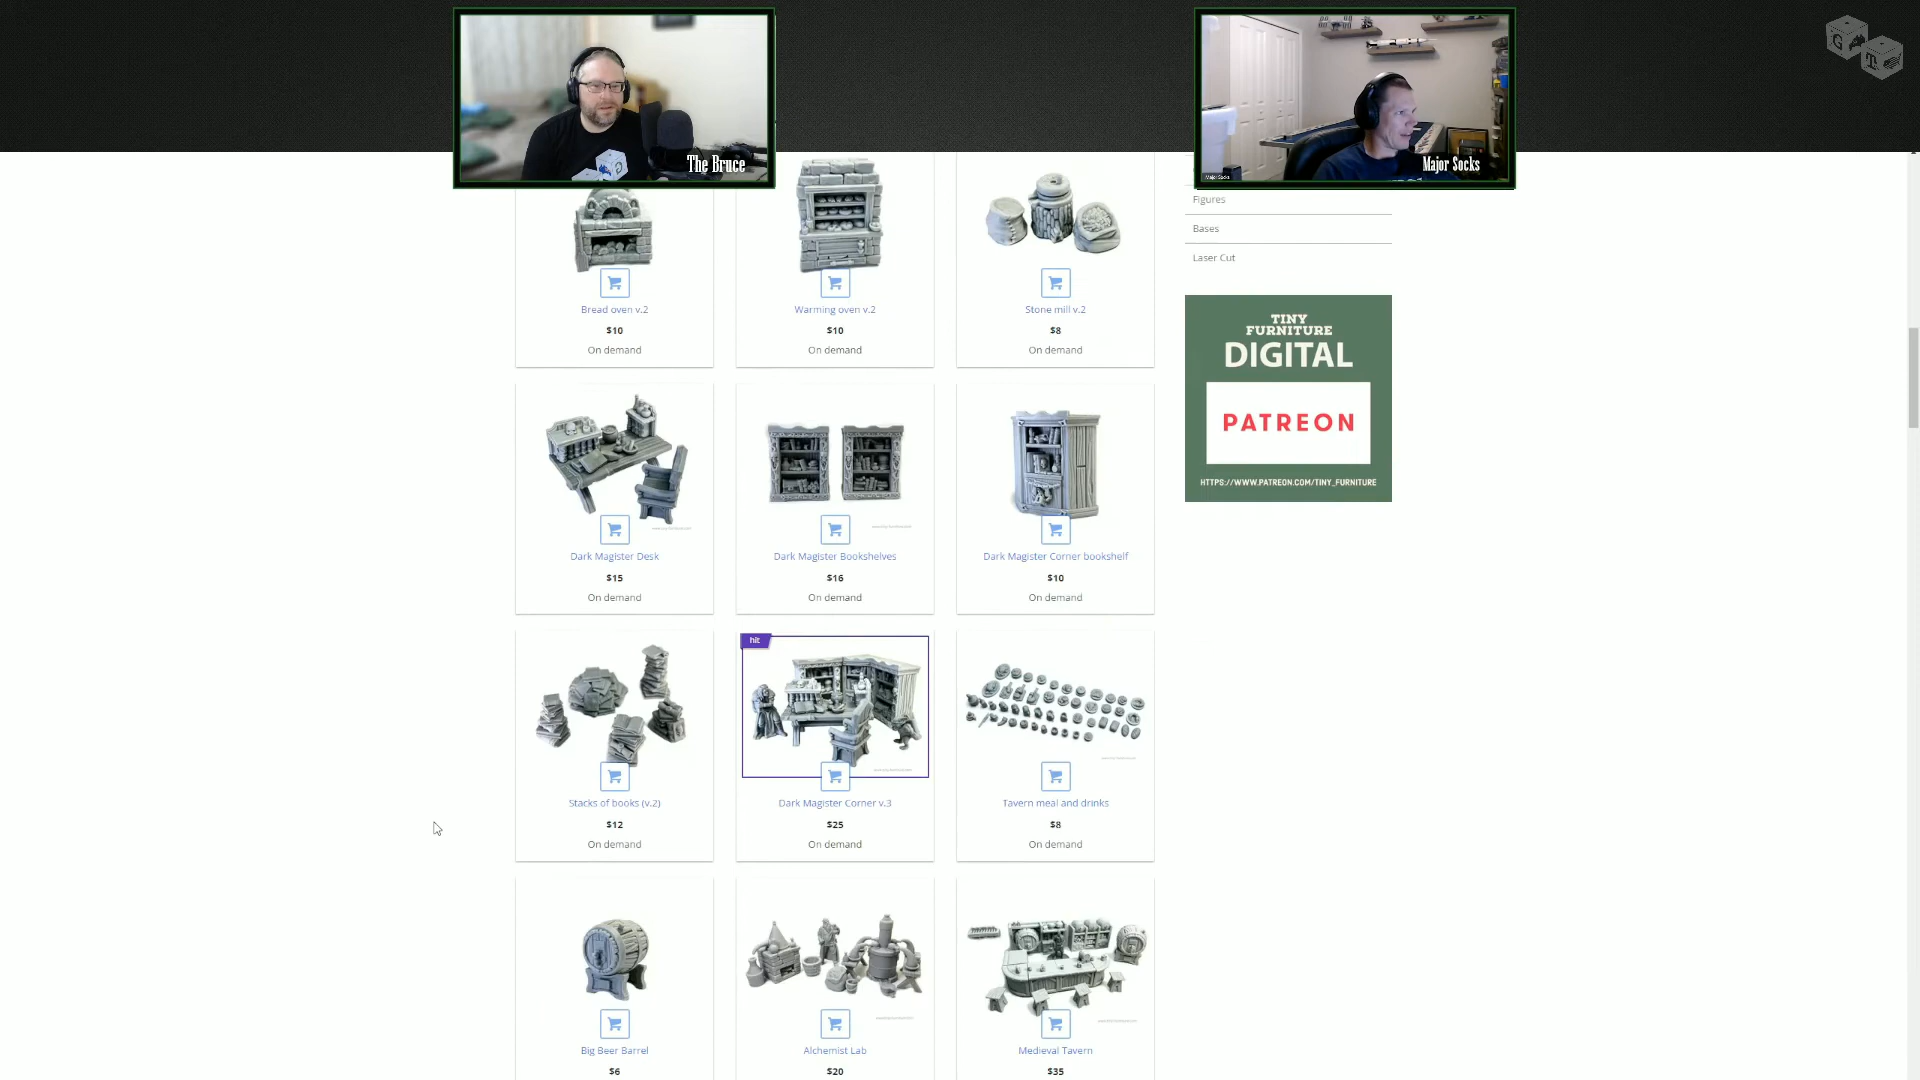 The Bruce
Major Socks
Major Socks
G
T
Figures
Bases
Laser Cut
Bread oven v.2
Warming oven v.2
Stone mill v.2
$10
$10
$8
On demand
On demand
On demand
TINY
FURNITURE
DIGITAL
PATREON
HTTPS://WWW.PATREON.COM/TINY_FURNITURE
Dark Magister Desk
Dark Magister Bookshelves
Dark Magister Corner bookshelf
$15
$16
$10
On demand
On demand
On demand
hit
Stacks of books (v.2)
Dark Magister Corner v.3
Tavern meal and drinks
$12
$25
$8
On demand
On demand
On demand
Big Beer Barrel
Alchemist Lab
Medieval Tavern
$6
$20
$35